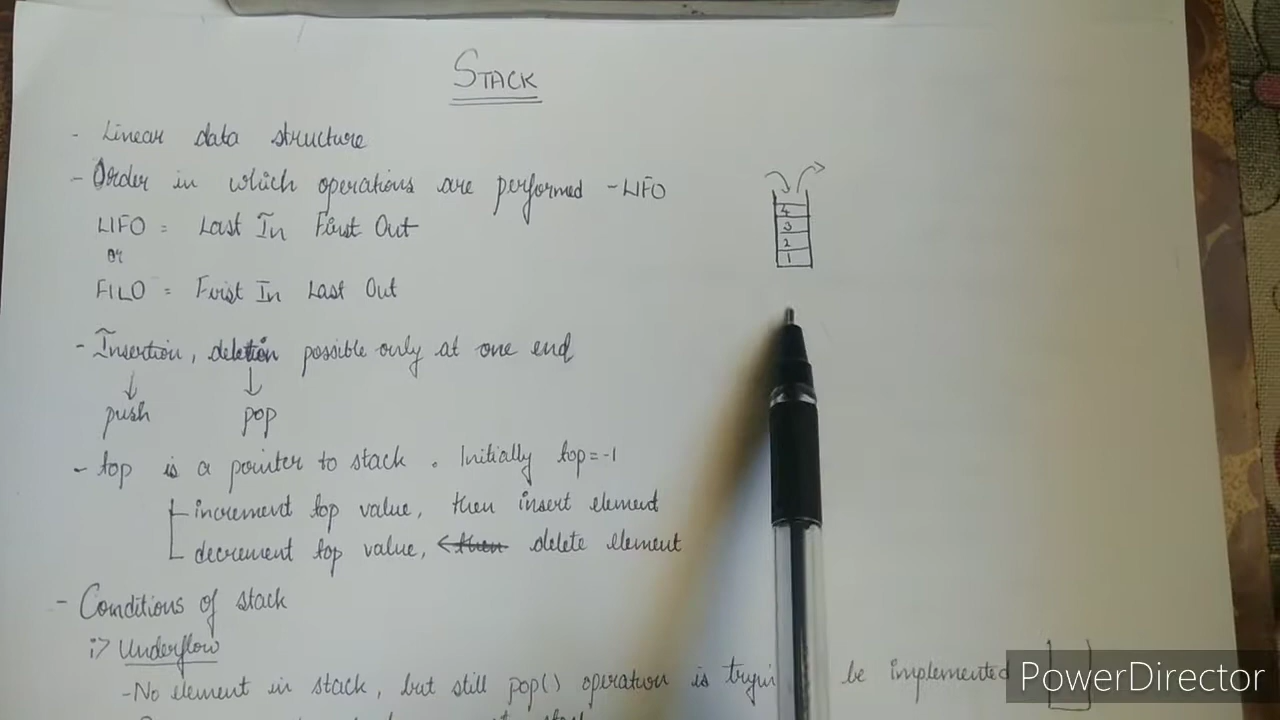 STACK
- Linear data structure
- Order in which operations are performed - LIFO
LIFO = Last In First Out
or
FILO = First In Last Out
4
3
2
1
- Insertion, deletion possible only at one end
push pop
- top is a pointer to stack. Initially top=-1
increment top value, then insert element
decrement top value, then delete element
- Conditions of stack
i> Underflow
- No element in stack, but still pop() operation is be implemented
PowerDirector